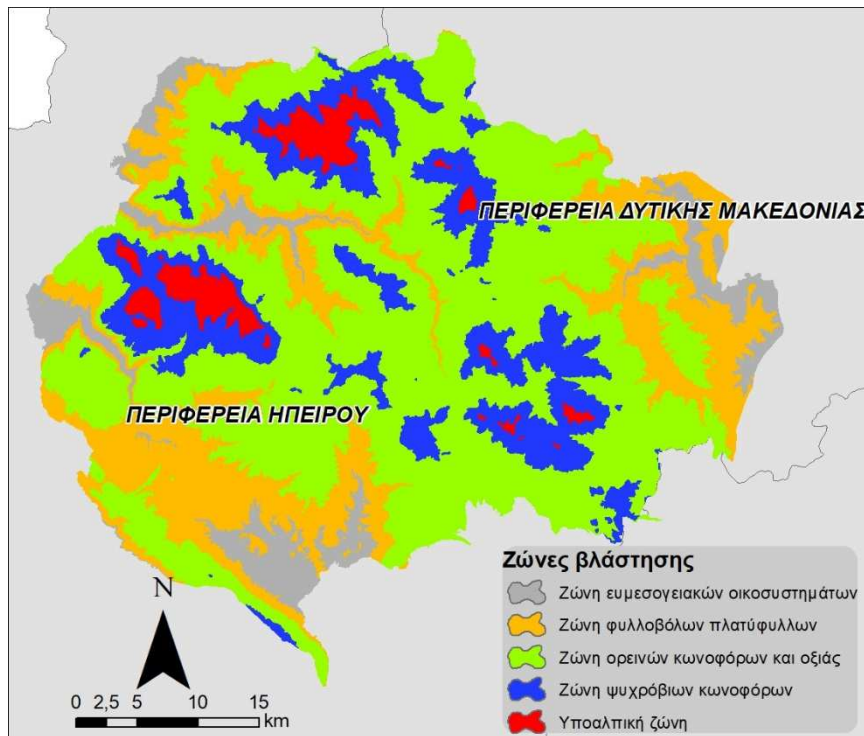 ΠΕΡΙΦΕΡΕΙΑ ΔΥΤΙΚΗΣ ΜΑΚΕΔΟΝΙΑΣ
ΠΕΡΙΦΕΡΕΙΑ ΗΠΕΙΡΟΥ
Ζώνες βλάστησης
Ζώνη ευμεσογειακών οικοσυστημάτων
Ζώνη φυλλοβόλων πλατύφυλλων
Ζώνη ορεινών κωνοφόρων και οξιάς
Ζώνη ψυχρόβιων κωνοφόρων
Υποαλπική ζώνη
N
0 2,5 5 10 15
km